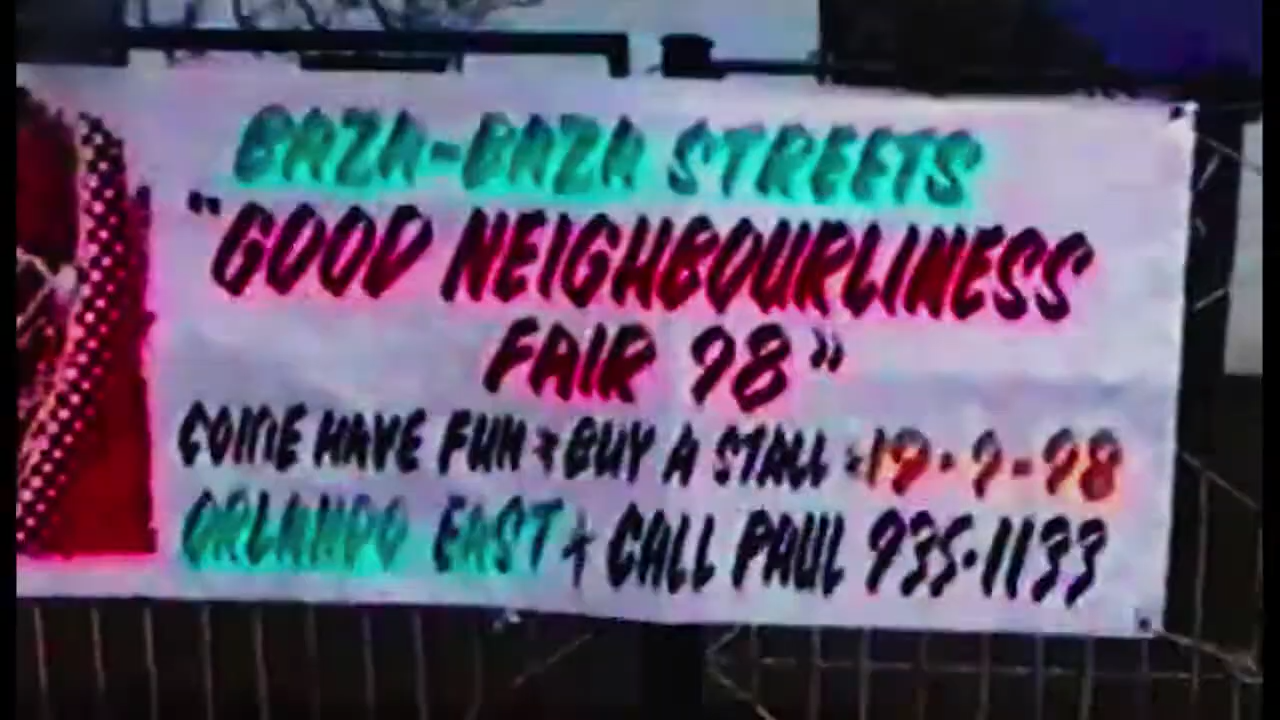 BAZA-BAZA STREETS
"GOOD NEIGHBOURLINESS
FAIR 98"
COME HAVE FUN & BUY A STALL :19-9-98
ORLANDO EAST & CALL PAUL 935-1133